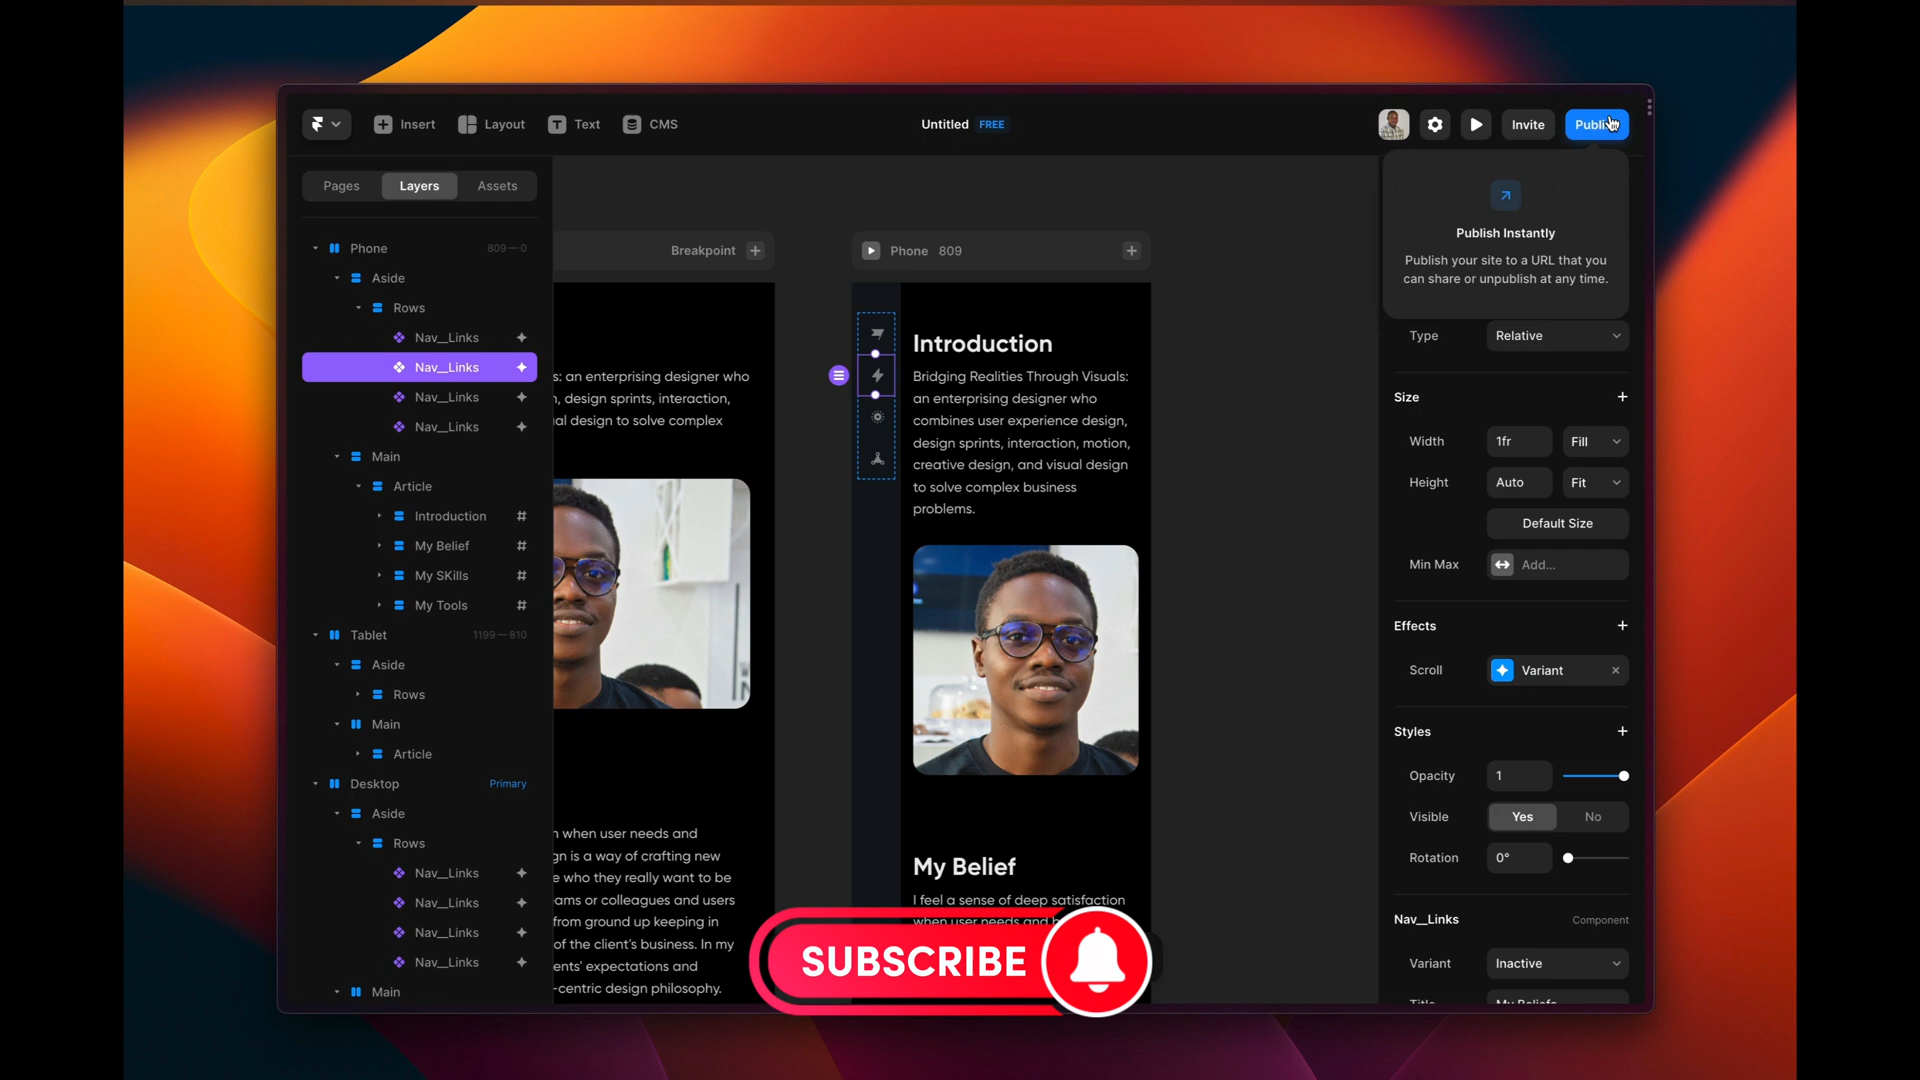 Insert
Layout
Text
CMS
Untitled FREE
Invite
Publish
Pages
Layers
Assets
Publish Instantly
Publish your site to a URL that you
can share or unpublish at any time.
Phone 809—0
Aside
Rows
Nav__Links
Nav__Links
Nav__Links
Nav__Links
Main
Article
Introduction
My Belief
My SKills
My Tools
Tablet 1199—810
Aside
Rows
Main
Article
Desktop Primary
Aside
Rows
Nav__Links
Nav__Links
Nav__Links
Nav__Links
Main
Breakpoint
s: an enterprising designer who
, design sprints, interaction,
al design to solve complex
when user needs and
gn is a way of crafting new
who they really want to be
ams or colleagues and users
from ground up keeping in
of the client's business. In my
ents' expectations and
-centric design philosophy.
Phone 809
Introduction
Bridging Realities Through Visuals:
an enterprising designer who
combines user experience design,
design sprints, interaction, motion,
creative design, and visual design
to solve complex business
problems.
My Belief
I feel a sense of deep satisfaction
when user needs and
SUBSCRIBE
Type Relative
Size
Width 1fr Fill
Height Auto Fit
Default Size
Min Max Add...
Effects
Scroll Variant
Styles
Opacity 1
Visible Yes No
Rotation 0°
Nav__Links Component
Variant Inactive
Title My Beliefs